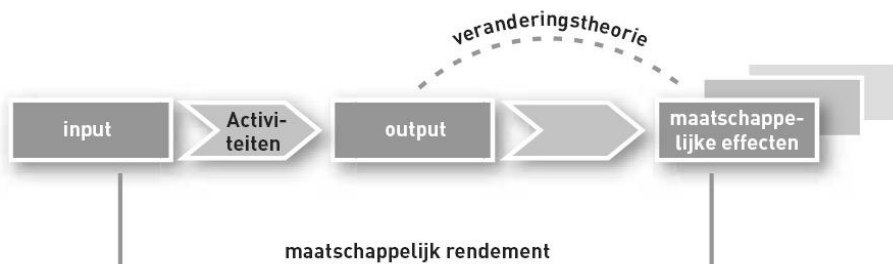 veranderingstheorie
input
Activi-
teiten
output
maatschappe-
lijke effecten
maatschappelijk rendement